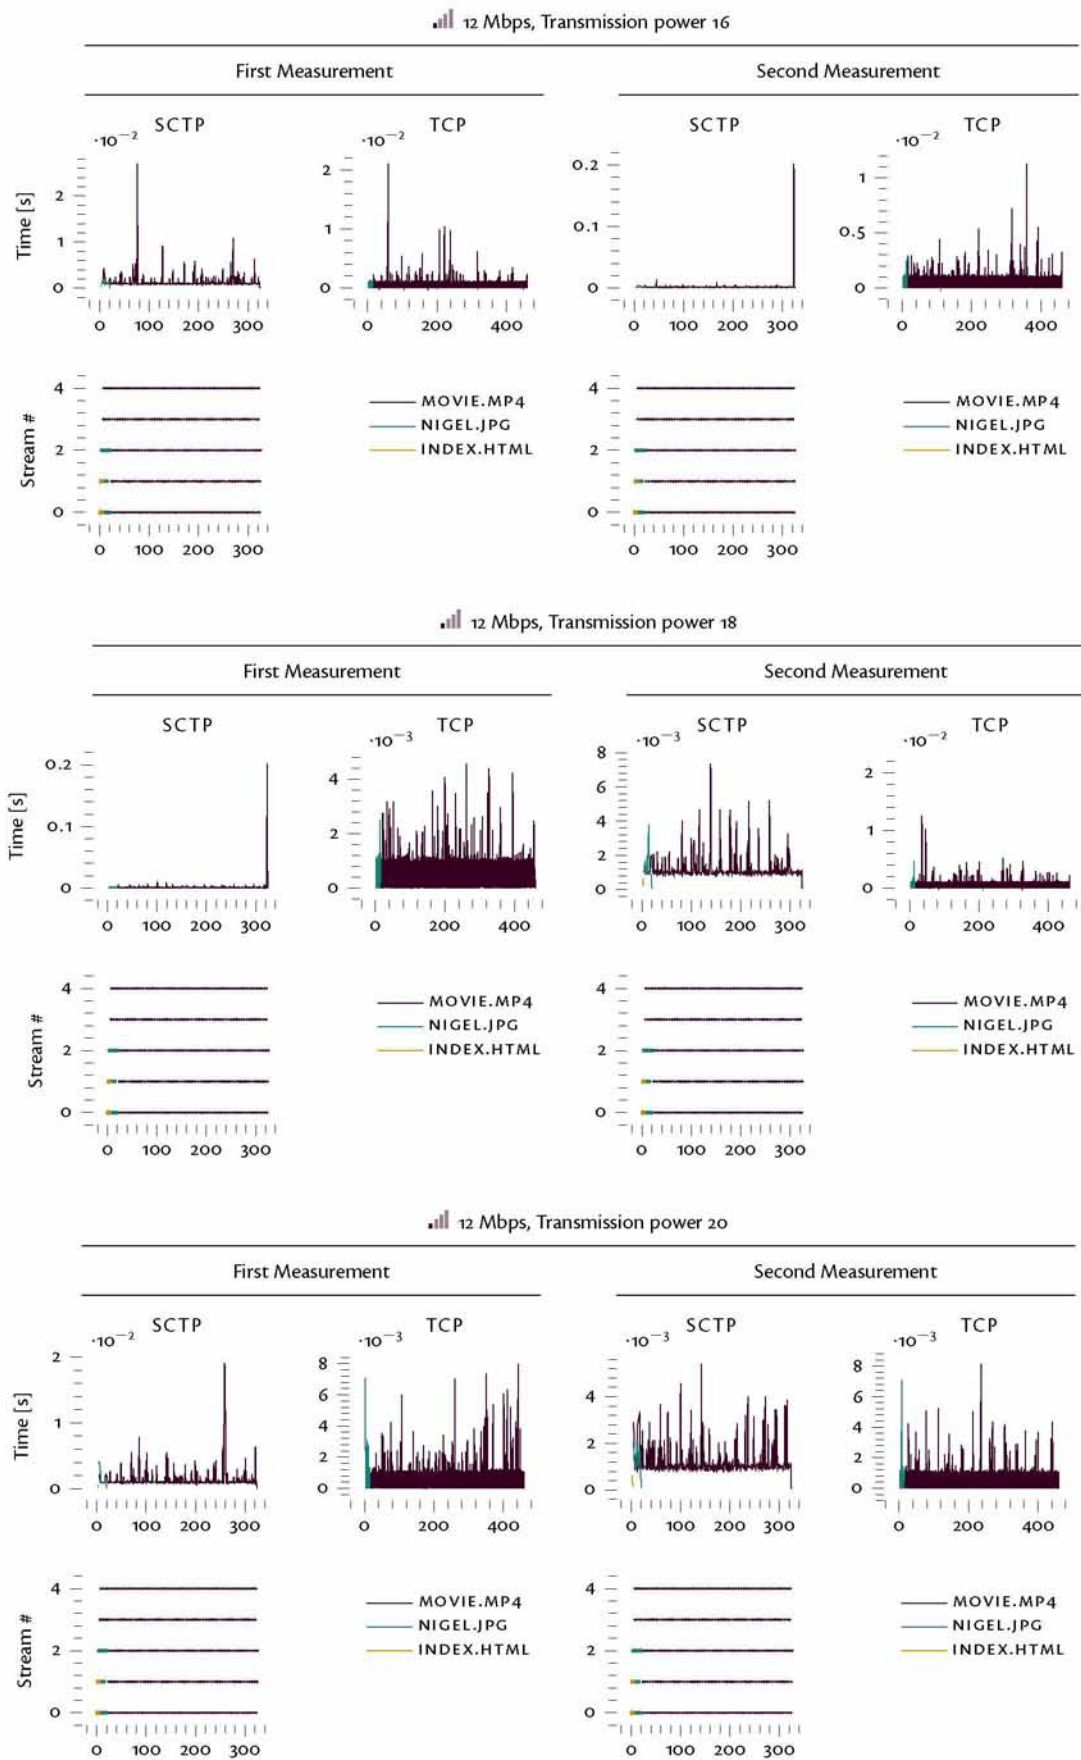 12 Mbps, Transmission power 16
First Measurement
Second Measurement
SCTP
TCP
SCTP
TCP
·10−2
·10−2
·10−2
Time [s]
2
1
0
0 100 200 300
2
1
0
0 200 400
0.2
0.1
0
0 100 200 300
1
0.5
0
0 200 400
Stream #
4
2
0
0 100 200 300
MOVIE.MP4
NIGEL.JPG
INDEX.HTML
4
2
0
0 100 200 300
MOVIE.MP4
NIGEL.JPG
INDEX.HTML
12 Mbps, Transmission power 18
First Measurement
Second Measurement
SCTP
TCP
SCTP
TCP
·10−3
·10−3
·10−2
Time [s]
0.2
0.1
0
0 100 200 300
4
2
0
0 200 400
8
6
4
2
0
0 100 200 300
2
1
0
0 200 400
Stream #
4
2
0
0 100 200 300
MOVIE.MP4
NIGEL.JPG
INDEX.HTML
4
2
0
0 100 200 300
MOVIE.MP4
NIGEL.JPG
INDEX.HTML
12 Mbps, Transmission power 20
First Measurement
Second Measurement
SCTP
TCP
SCTP
TCP
·10−2
·10−3
·10−3
·10−3
Time [s]
2
1
0
0 100 200 300
8
6
4
2
0
0 200 400
4
2
0
0 100 200 300
8
6
4
2
0
0 200 400
Stream #
4
2
0
0 100 200 300
MOVIE.MP4
NIGEL.JPG
INDEX.HTML
4
2
0
0 100 200 300
MOVIE.MP4
NIGEL.JPG
INDEX.HTML